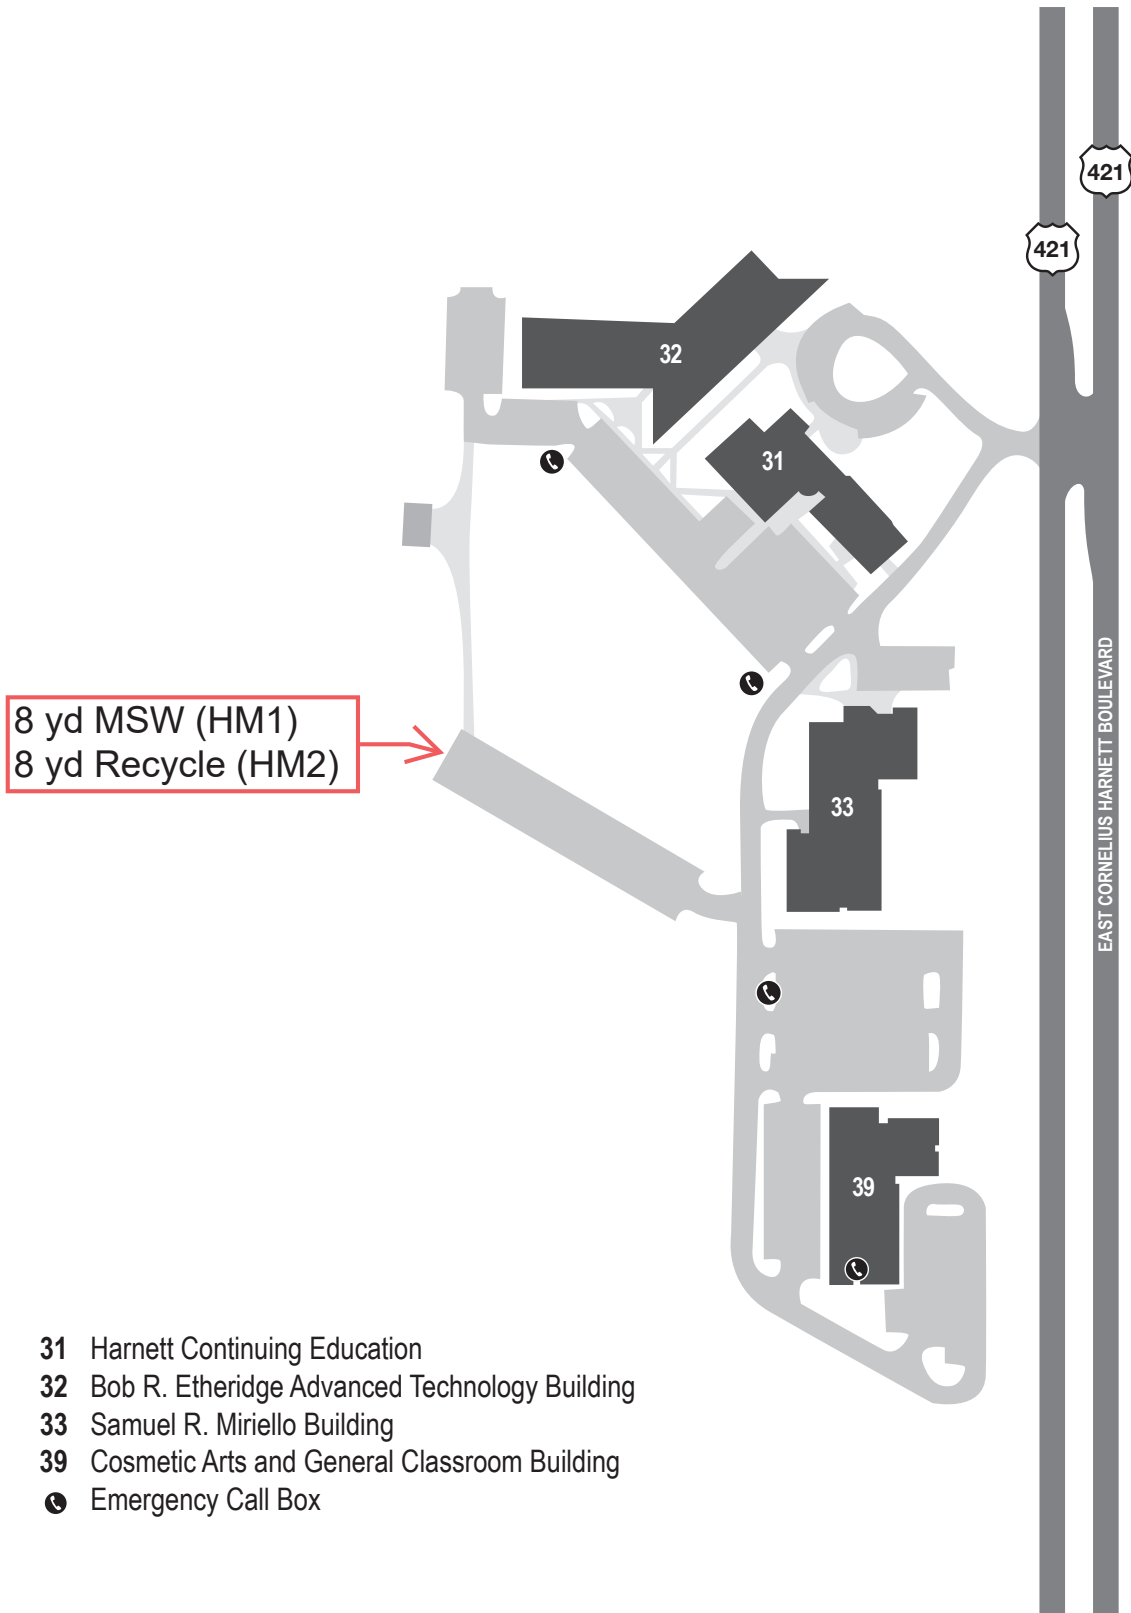 421
421
32
31
EAST CORNELIUS HARNETT BOULEVARD
8 yd MSW (HM1)
8 yd Recycle (HM2)
33
39
31 Harnett Continuing Education
32 Bob R. Etheridge Advanced Technology Building
33 Samuel R. Miriello Building
39 Cosmetic Arts and General Classroom Building
Emergency Call Box